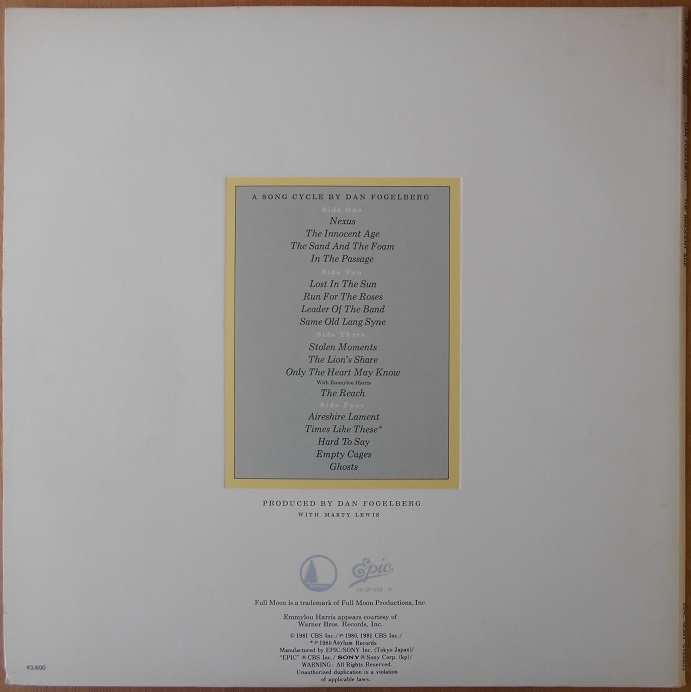 A SONG CYCLE BY DAN FOGELBERG
Side One
Nexus
The Innocent Age
The Sand And The Foam
In The Passage
Side Two
Lost In The Sun
Run For The Roses
Leader Of The Band
Same Old Lang Syne
Side Three
Stolen Moments
The Lion's Share
Only The Heart May Know
With Emmylou Harris
The Reach
Side Four
Aireshire Lament
Times Like These*
Hard To Say
Empty Cages
Ghosts
PRODUCED BY DAN FOGELBERG
WITH MARTY LEWIS
Epic
Full Moon is a trademark of Full Moon Productions, Inc.
Emmylou Harris appears courtesy of
Warner Bros. Records, Inc.
© 1981 CBS Inc./ ℗ 1980, 1981 CBS Inc./
*℗ 1980 Asylum Records
Manufactured by EPIC/SONY Inc. (Tokyo Japan)/
"EPIC" ® CBS Inc./ SONY ® Sony Corp. (kp)/
WARNING: All Rights Reserved.
Unauthorized duplication is a violation
of applicable laws.
¥3,600